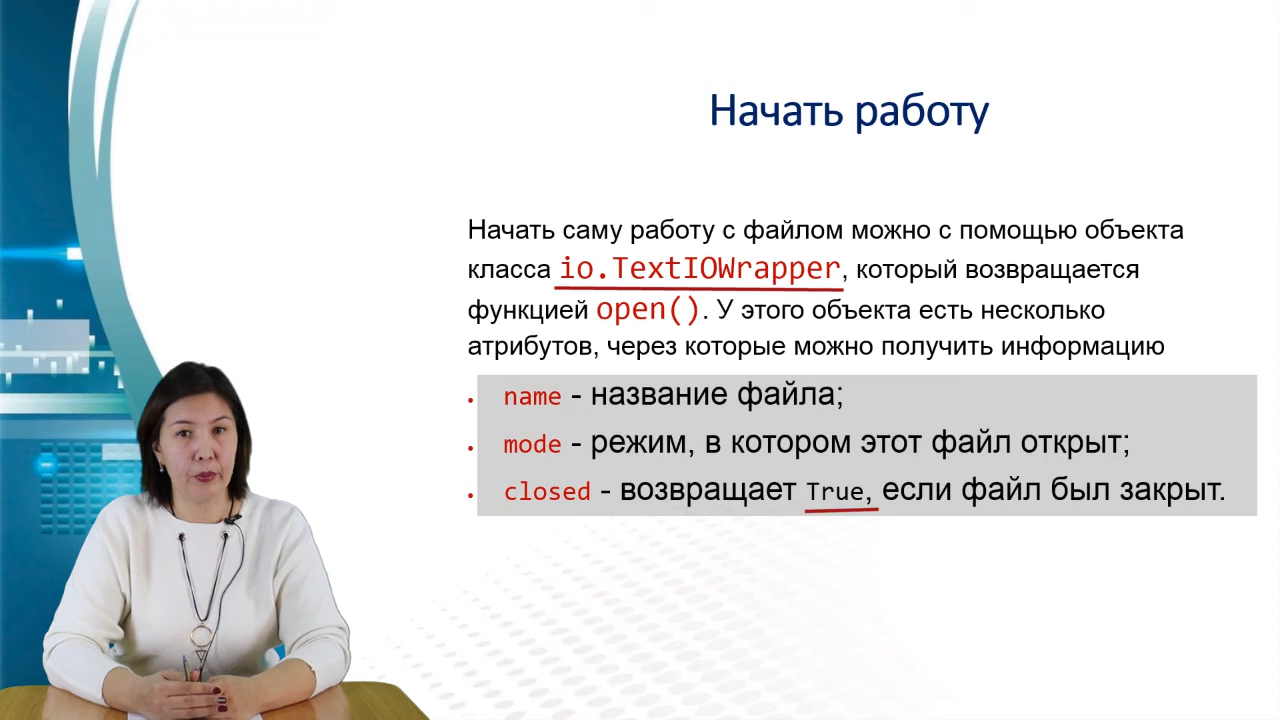 Начать работу
Начать саму работу с файлом можно с помощью объекта
класса io.TextIOWrapper, который возвращается
функцией open(). У этого объекта есть несколько
атрибутов, через которые можно получить информацию
• name - название файла;
• mode - режим, в котором этот файл открыт;
• closed - возвращает True, если файл был закрыт.